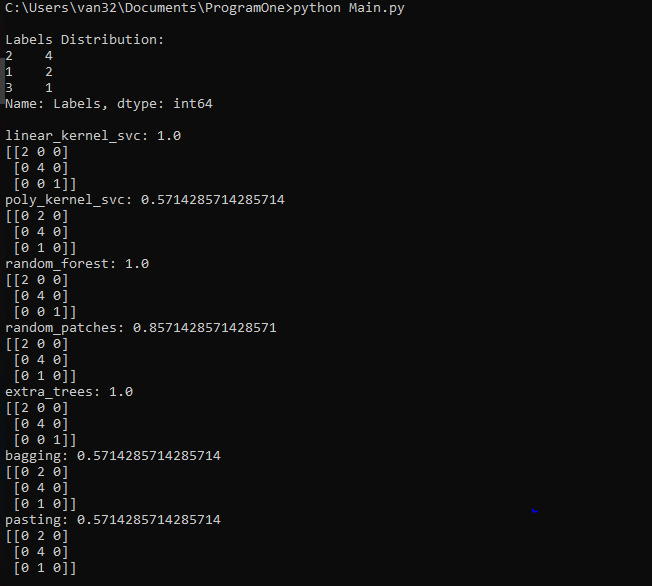 C:\Users\van32\Documents\ProgramOne>python Main.py
Labels Distribution:
2    4
1    2
3    1
Name: Labels, dtype: int64
linear_kernel_svc: 1.0
[[2 0 0]
 [0 4 0]
 [0 0 1]]
poly_kernel_svc: 0.5714285714285714
[[0 2 0]
 [0 4 0]
 [0 1 0]]
random_forest: 1.0
[[2 0 0]
 [0 4 0]
 [0 0 1]]
random_patches: 0.8571428571428571
[[2 0 0]
 [0 4 0]
 [0 1 0]]
extra_trees: 1.0
[[2 0 0]
 [0 4 0]
 [0 0 1]]
bagging: 0.5714285714285714
[[0 2 0]
 [0 4 0]
 [0 1 0]]
pasting: 0.5714285714285714
[[0 2 0]
 [0 4 0]
 [0 1 0]]